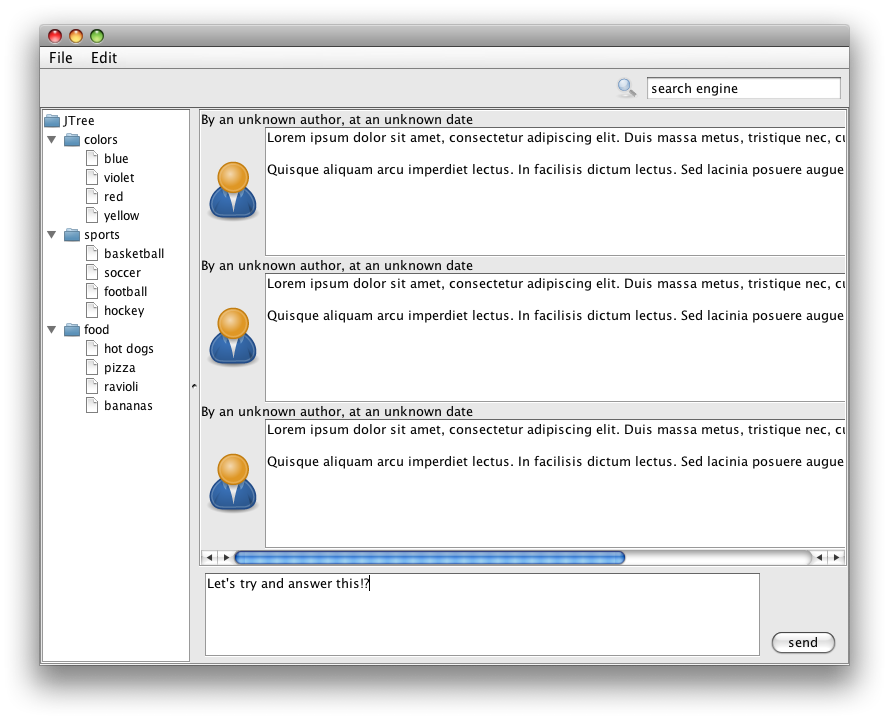 File Edit
search engine
JTree
colors
blue
violet
red
yellow
sports
basketball
soccer
football
hockey
food
hot dogs
pizza
ravioli
bananas
By an unknown author, at an unknown date
Lorem ipsum dolor sit amet, consectetur adipiscing elit. Duis massa metus, tristique nec, cu
Quisque aliquam arcu imperdiet lectus. In facilisis dictum lectus. Sed lacinia posuere augue
By an unknown author, at an unknown date
Lorem ipsum dolor sit amet, consectetur adipiscing elit. Duis massa metus, tristique nec, cu
Quisque aliquam arcu imperdiet lectus. In facilisis dictum lectus. Sed lacinia posuere augue
By an unknown author, at an unknown date
Lorem ipsum dolor sit amet, consectetur adipiscing elit. Duis massa metus, tristique nec, cu
Quisque aliquam arcu imperdiet lectus. In facilisis dictum lectus. Sed lacinia posuere augue
Let's try and answer this!?
send